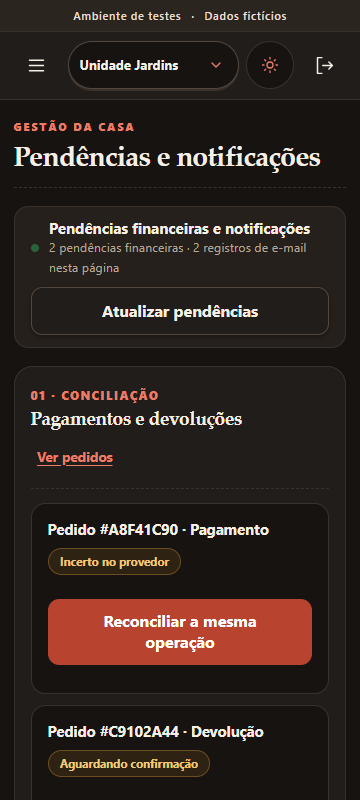 Ambiente de testes · Dados fictícios
Unidade Jardins
GESTÃO DA CASA
Pendências e notificações
Pendências financeiras e notificações
2 pendências financeiras · 2 registros de e-mail
nesta página
Atualizar pendências
01 · CONCILIAÇÃO
Pagamentos e devoluções
Ver pedidos
Pedido #A8F41C90 · Pagamento
Incerto no provedor
Reconciliar a mesma
operação
Pedido #C9102A44 · Devolução
Aguardando confirmação